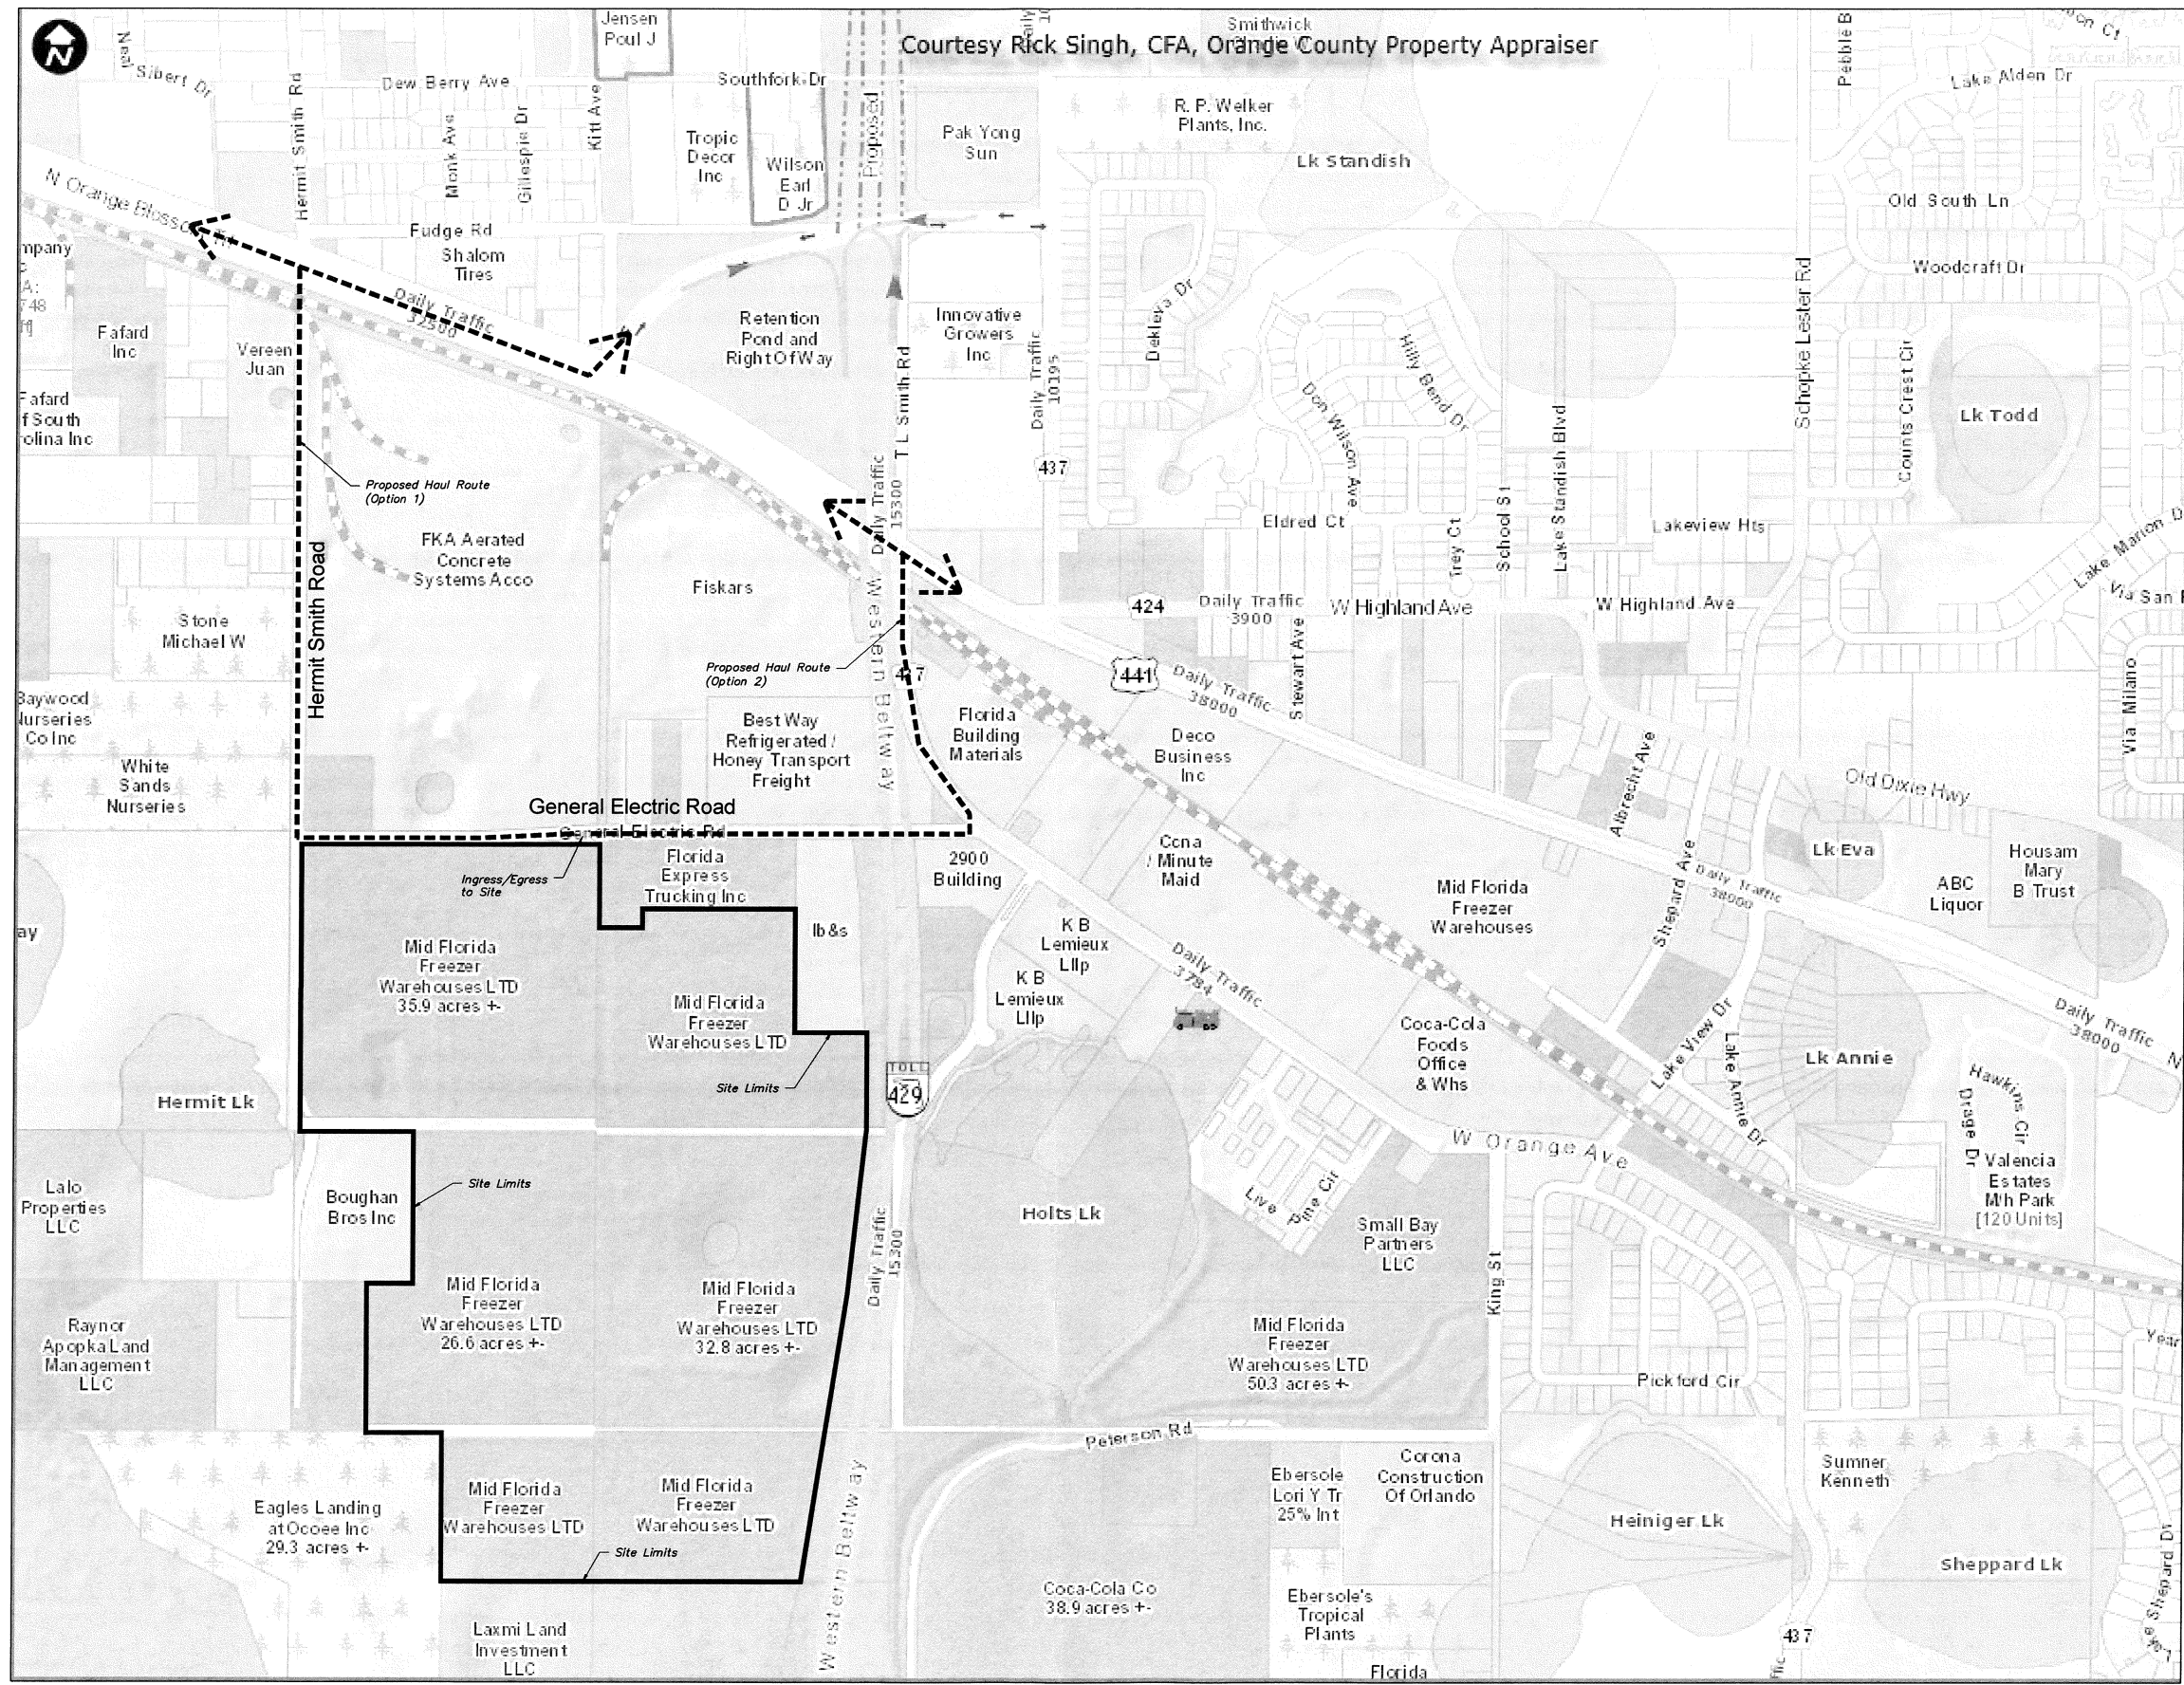 N
Courtesy Rick Singh, CFA, Orange County Property Appraiser
Jensen
Poul J
Daily
10
Smithwick
Pebble B
Lake Alden Dr
Neal
Sibert Dr
Hermit Smith Rd
Dew Berry Ave
Monk Ave
Gillespie Dr
Kitt Ave
Southfork Dr
Tropic
Decor
Inc
Wilson
Earl
D Jr
Proposed
Pak Yong
Sun
R. P. Welker
Plants, Inc.
Lk Standish
Old South Ln
Woodcraft Dr
N Orange Blossom Trl
Fudge Rd
Shalom
Tires
mpany
A:
748
Daily Traffic
32500
Fafard
Inc
Vereen
Juan
Retention
Pond and
Right Of Way
T L Smith Rd
Innovative
Growers
Inc
Daily Traffic
10195
437
Dekleva Dr
Hilly Bend Dr
Don Wilson Ave
Schopke Lester Rd
Counts Crest Cir
Lk Todd
Fafard
f South
rolina Inc
Proposed Haul Route
(Option 1)
Daily Traffic
15300
Eldred Ct
Trey Ct
School St
Lake Standish Blvd
Lakeview Hts
Lake Marion D
Via San
Hermit Smith Road
FKA Aerated
Concrete
Systems Acco
Fiskars
Western Beltway
424
Daily Traffic
3900
W Highland Ave
W Highland Ave
Stone
Michael W
Proposed Haul Route
(Option 2)
437
441
Daily Traffic
38000
Stewart Ave
Via Milano
Baywood
Nurseries
Co Inc
White
Sands
Nurseries
Best Way
Refrigerated /
Honey Transport
Freight
Florida
Building
Materials
Deco
Business
Inc
Albrecht Ave
Old Dixie Hwy
General Electric Road
General Electric Rd
Ingress/Egress
to Site
Florida
Express
Trucking Inc
2900
Building
Ccna
/ Minute
Maid
Mid Florida
Freezer
Warehouses
Shepard Ave
Daily Traffic
38000
Lk Eva
ABC
Liquor
Housam
Mary
B Trust
ay
Mid Florida
Freezer
Warehouses LTD
35.9 acres +-
Mid Florida
Freezer
Warehouses LTD
lb&s
K B
Lemieux
Lllp
K B
Lemieux
Lllp
Daily Traffic
3784
Coca-Cola
Foods
Office
& Whs
Lake View Dr
Lake Annie Dr
Lk Annie
Daily Traffic
38000
N
Hawkins Cir
Drage Dr
Valencia
Estates
M/h Park
[120 Units]
Site Limits
TOLL
429
Hermit Lk
W Orange Ave
Lalo
Properties
LLC
Boughan
Bros Inc
Site Limits
Holts Lk
Live Pine Cir
Small Bay
Partners
LLC
King St
Daily Traffic
15300
Mid Florida
Freezer
Warehouses LTD
26.6 acres +-
Mid Florida
Freezer
Warehouses LTD
32.8 acres +-
Mid Florida
Freezer
Warehouses LTD
50.3 acres +-
Raynor
Apopka Land
Management
LLC
Pickford Cir
Year
Peterson Rd
Eagles Landing
at Ocoee Inc
29.3 acres +-
Mid Florida
Freezer
Warehouses LTD
Mid Florida
Freezer
Warehouses LTD
Site Limits
Western Beltway
Ebersole
Lori Y Tr
25% Int
Corona
Construction
Of Orlando
Heiniger Lk
Sumner
Kenneth
Sheppard Lk
Lake Shepard Dr
Coca-Cola Co
38.9 acres +-
Ebersole's
Tropical
Plants
Florida
437
Laxmi Land
Investment
LLC